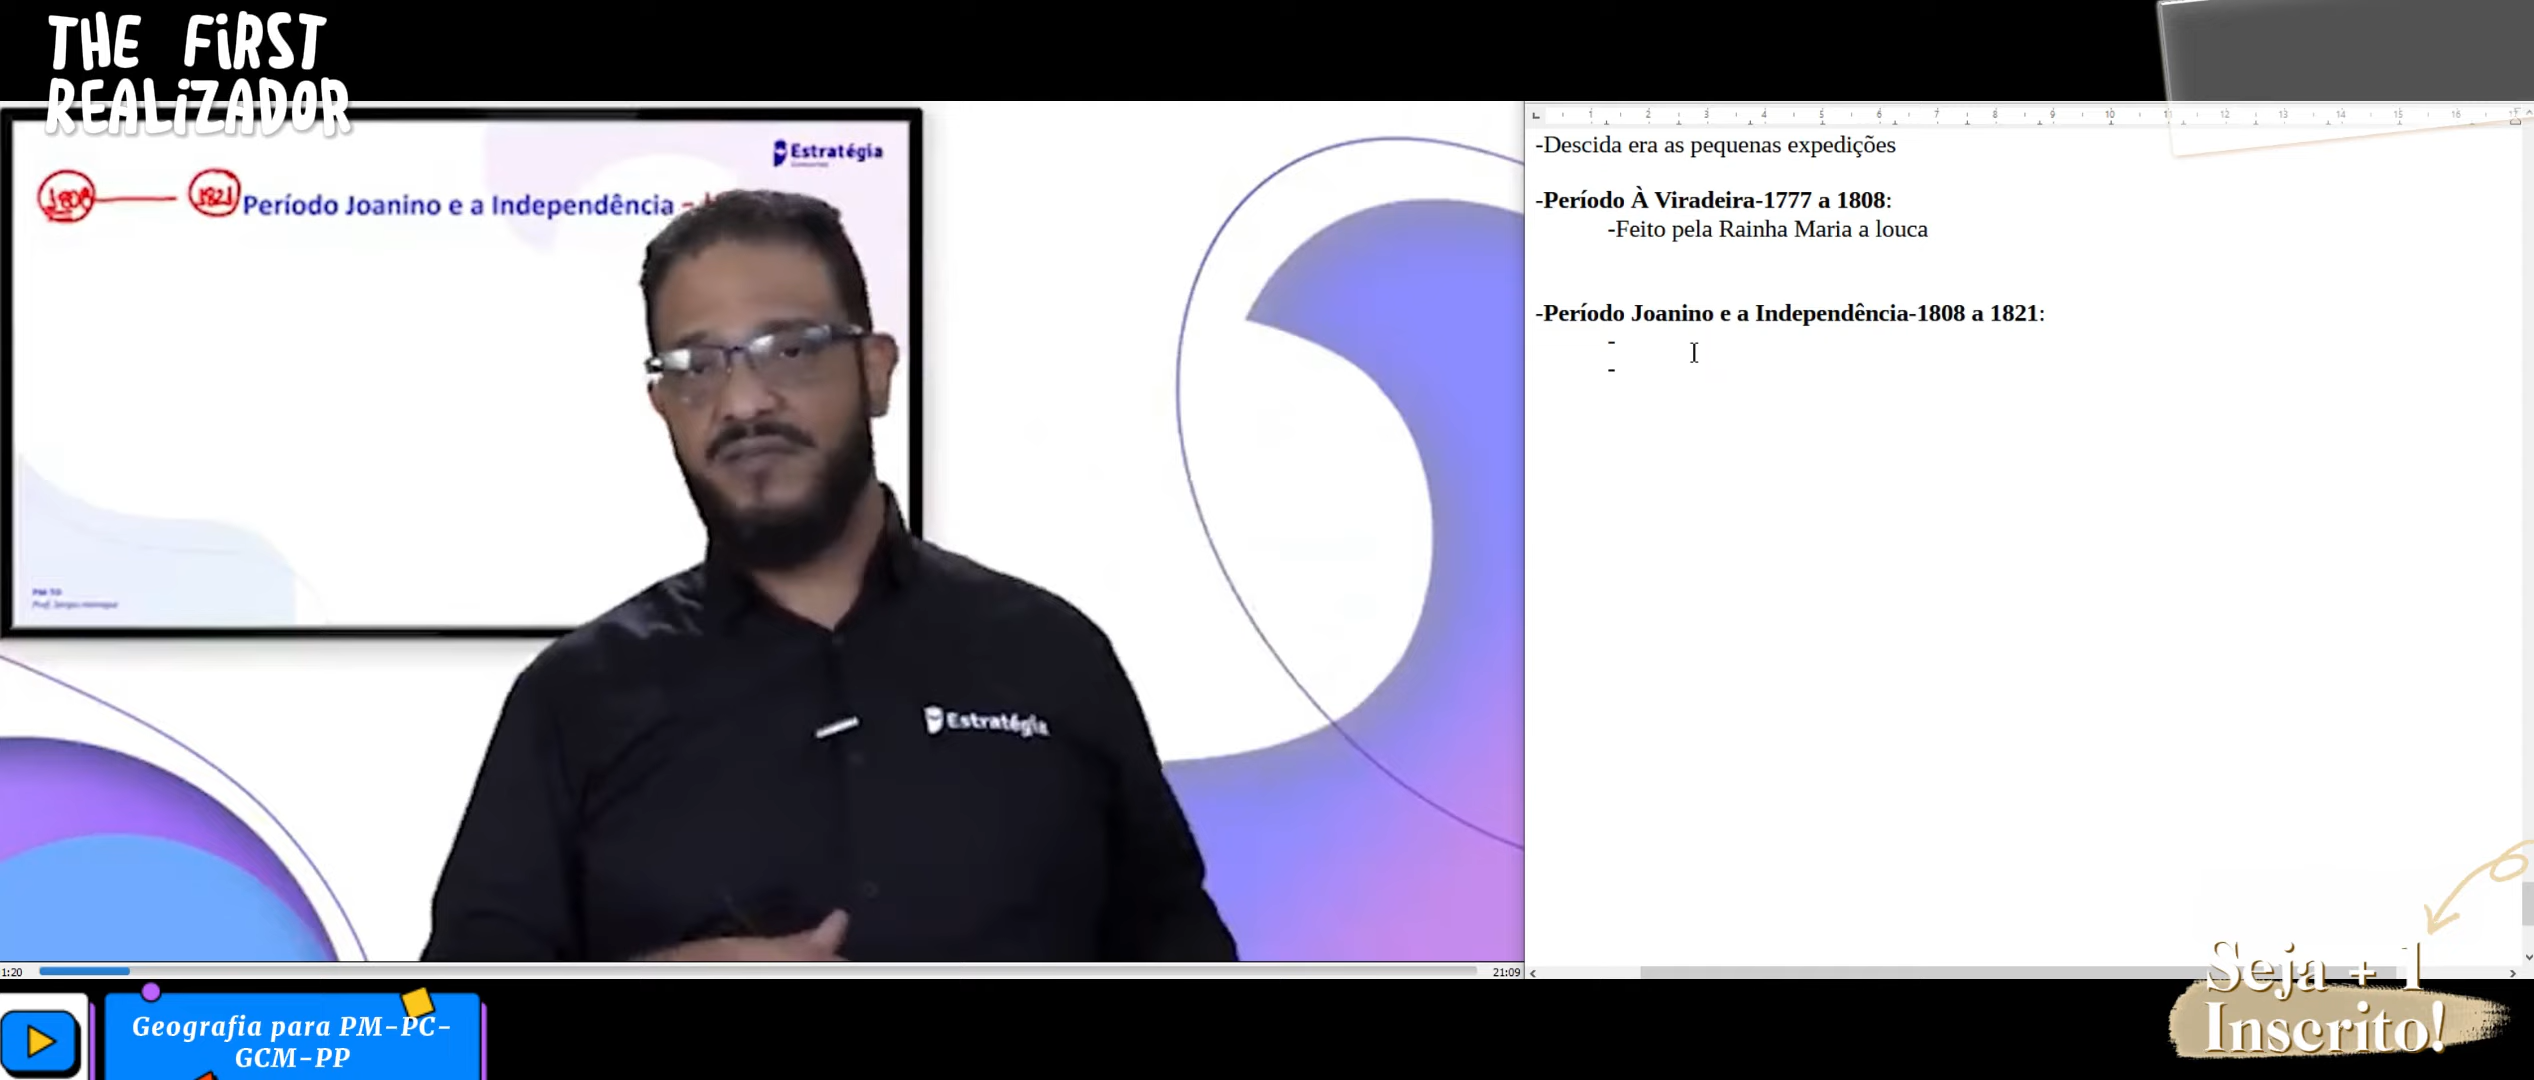 THE FiRST
REALiZADOR
Estratégia
1808 1821 Período Joanino e a Independência -
PM TO
Estratégia
1:20
21:09
-Descida era as pequenas expedições
-Período À Viradeira-1777 a 1808:
-Feito pela Rainha Maria a louca
-Período Joanino e a Independência-1808 a 1821:
-
-
Geografia para PM-PC-
GCM-PP
Seja + 1
Inscrito!